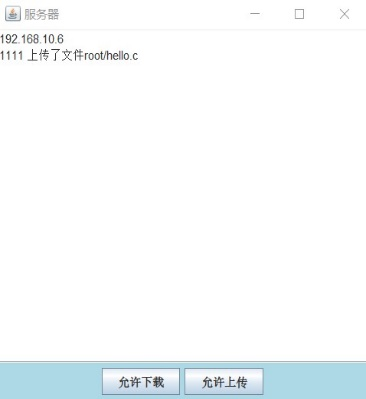 服务器
192.168.10.6
1111 上传了文件root/hello.c
允许下载
允许上传